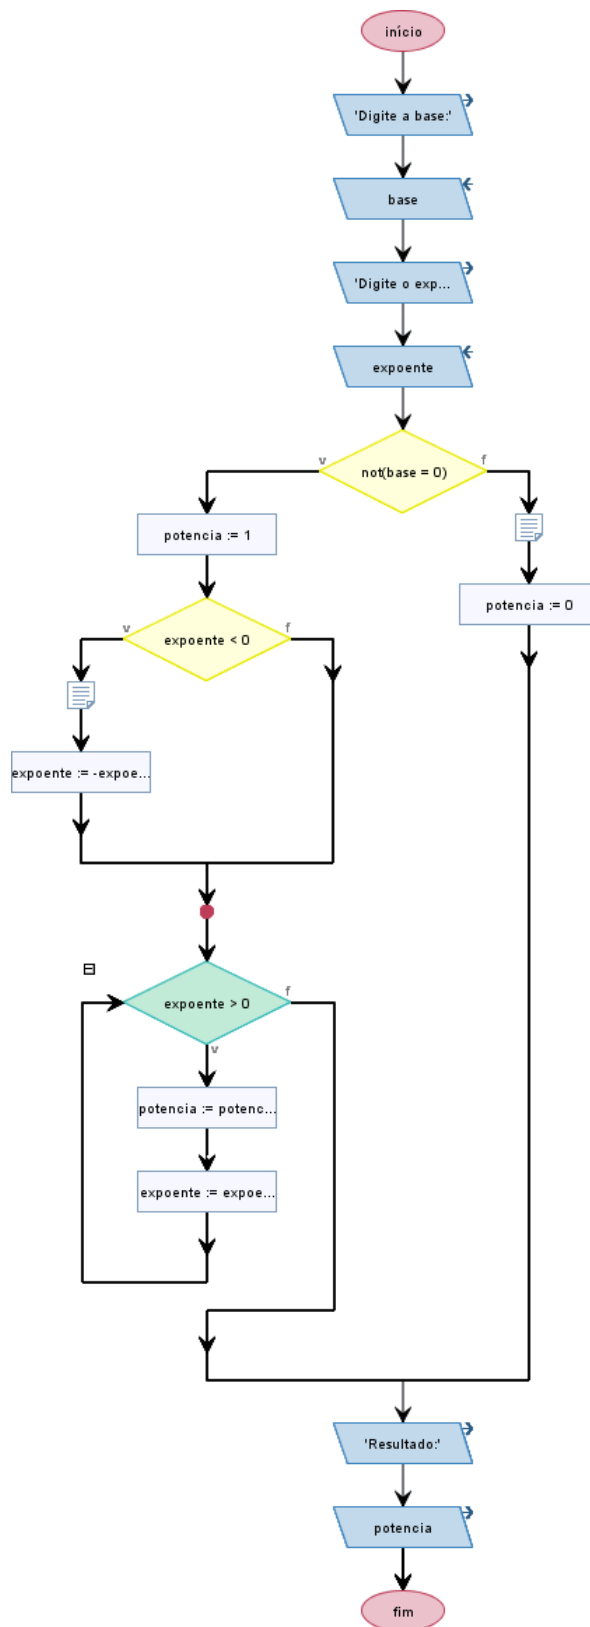 início
'Digite a base:'
base
'Digite o exp...
expoente
not(base = 0)
v
f
potencia := 1
potencia := 0
expoente < 0
v
f
expoente := -expoe...
expoente > 0
f
v
potencia := potenc...
expoente := expoe...
'Resultado:'
potencia
fim